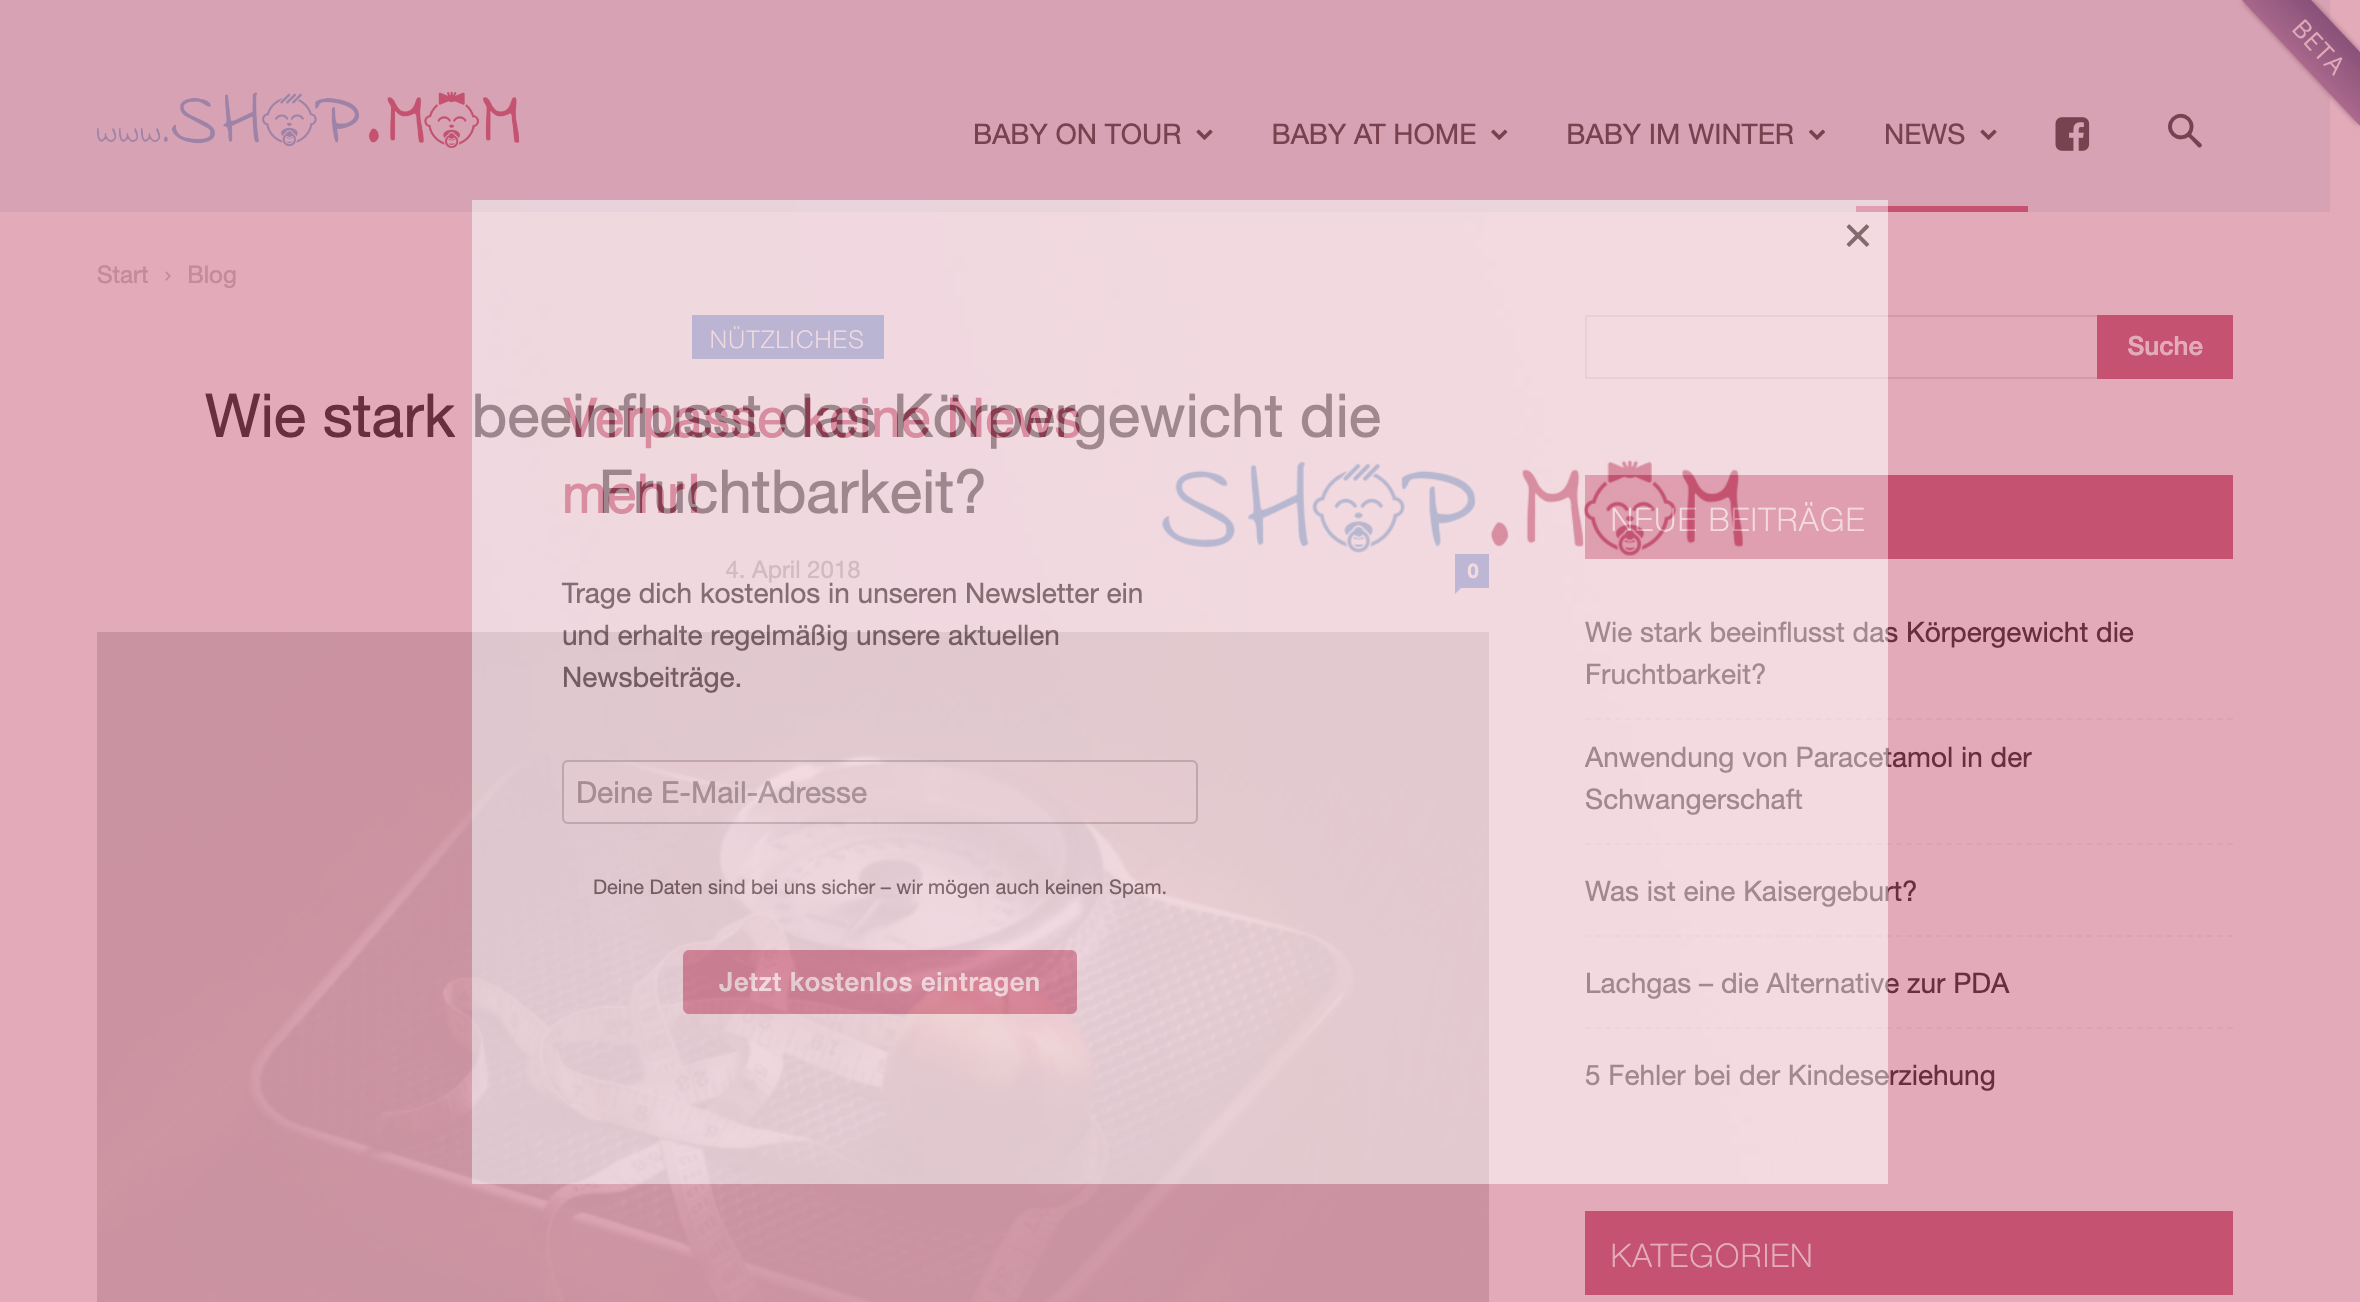 BETA
www.SHOP.MOM
BABY ON TOUR
BABY AT HOME
BABY IM WINTER
NEWS
Start › Blog
NÜTZLICHES
Wie stark beeinflusst das Körpergewicht die
Fruchtbarkeit?
4. April 2018
0
×
Verpasse keine News
mehr!
Trage dich kostenlos in unseren Newsletter ein
und erhalte regelmäßig unsere aktuellen
Newsbeiträge.
Deine E-Mail-Adresse
Deine Daten sind bei uns sicher – wir mögen auch keinen Spam.
Jetzt kostenlos eintragen
SHOP.MOM
Suche
NEUE BEITRÄGE
Wie stark beeinflusst das Körpergewicht die
Fruchtbarkeit?
Anwendung von Paracetamol in der
Schwangerschaft
Was ist eine Kaisergeburt?
Lachgas – die Alternative zur PDA
5 Fehler bei der Kindeserziehung
KATEGORIEN